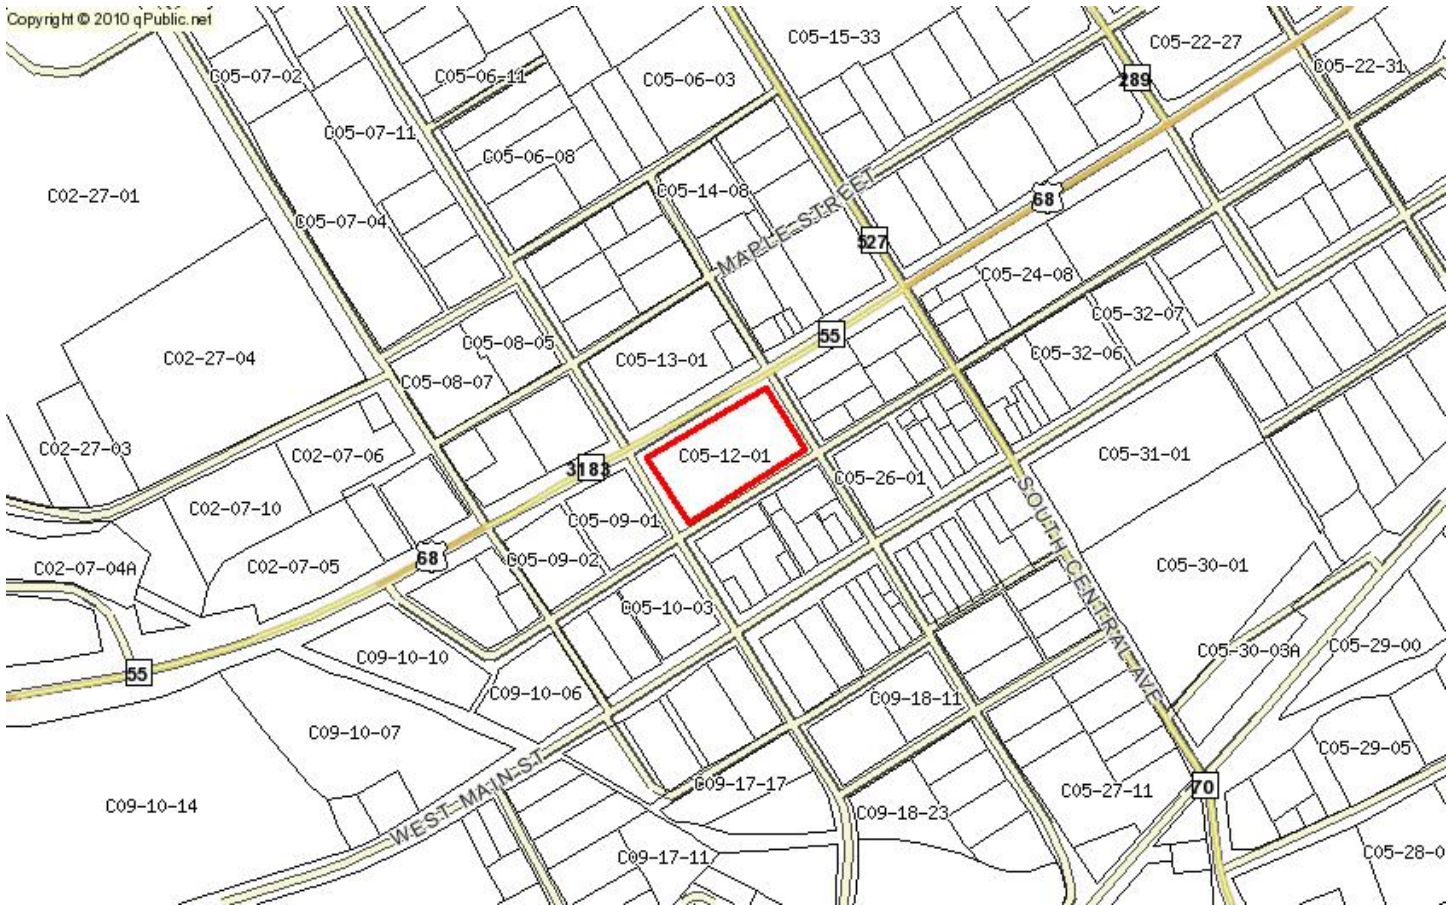 Copyright © 2010 qPublic.net
C05-15-33
C05-22-27
C05-22-31
C05-07-02
C05-06-11
C05-06-03
289
C05-07-11
C05-06-08
C02-27-01
C05-14-08
MAPLE STREET
68
C05-07-04
527
C05-24-08
C05-32-07
55
C05-08-05
C02-27-04
C05-13-01
C05-32-06
C05-08-07
C02-27-03
C02-07-06
C05-12-01
C05-31-01
3183
C05-26-01
C02-07-10
C05-09-01
SOUTH CENTRAL AVE
68
C05-09-02
C02-07-04A
C02-07-05
C05-30-01
C05-10-03
C05-30-03A
C05-29-00
C09-10-10
55
C09-10-06
C09-18-11
C09-10-07
C05-29-05
WEST MAIN ST
C09-17-17
C05-27-11
70
C09-10-14
C09-18-23
C09-17-11
C05-28-0